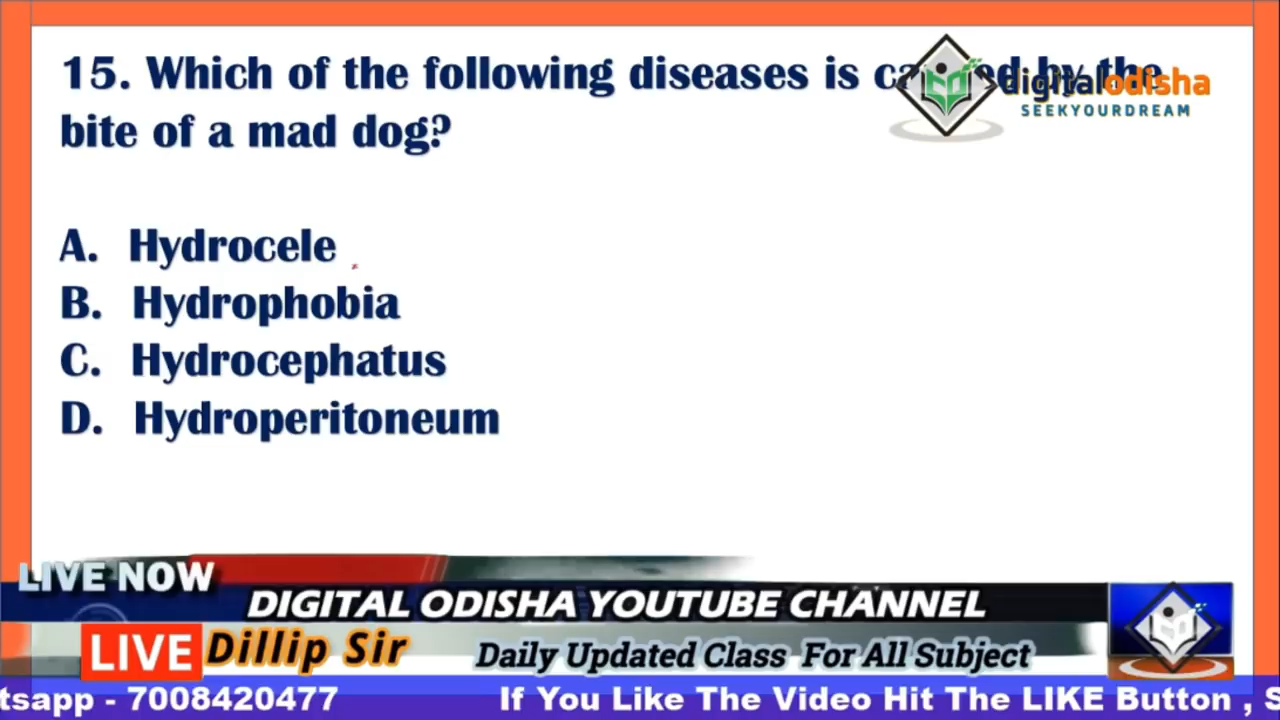 15. Which of the following diseases is by the
bite of a mad dog?
digitalodisha
SEEKYOURDREAM
A. Hydrocele
B. Hydrophobia
C. Hydrocephatus
D. Hydroperitoneum
LIVE NOW
DIGITAL ODISHA YOUTUBE CHANNEL
LIVE Dillip Sir Daily Updated Class For All Subject
tsapp - 7008420477 If You Like The Video Hit The LIKE Button , S